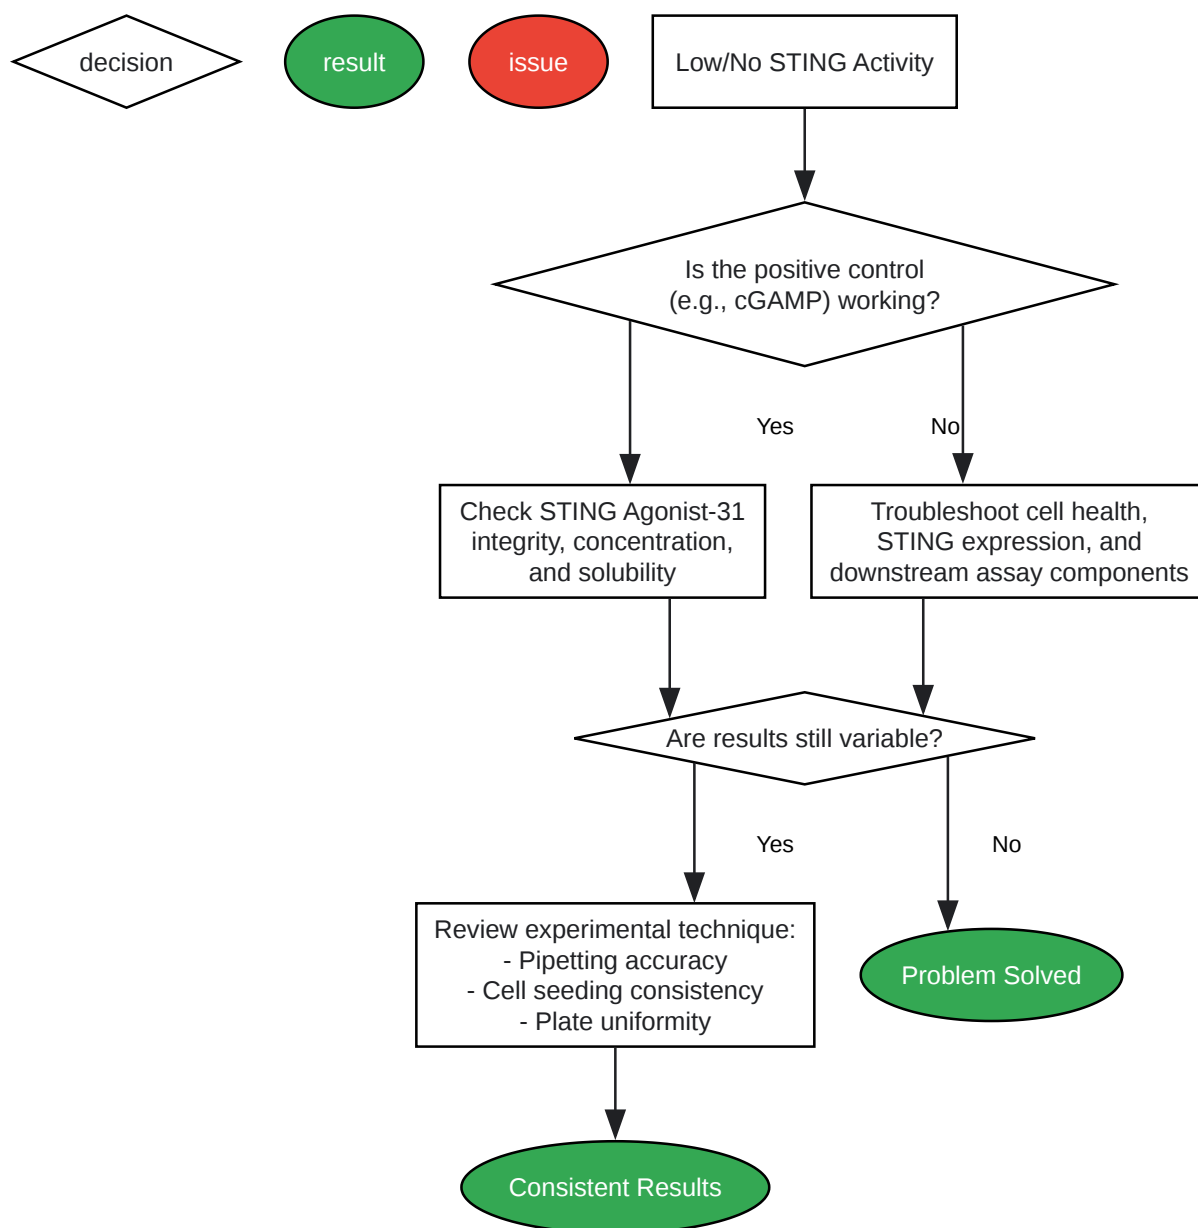 decision
result
issue
Low/No STING Activity
Is the positive control
(e.g., cGAMP) working?
Yes
No
Check STING Agonist-31
integrity, concentration,
and solubility
Troubleshoot cell health,
STING expression, and
downstream assay components
Are results still variable?
Yes
No
Review experimental technique:
- Pipetting accuracy
- Cell seeding consistency
- Plate uniformity
Problem Solved
Consistent Results